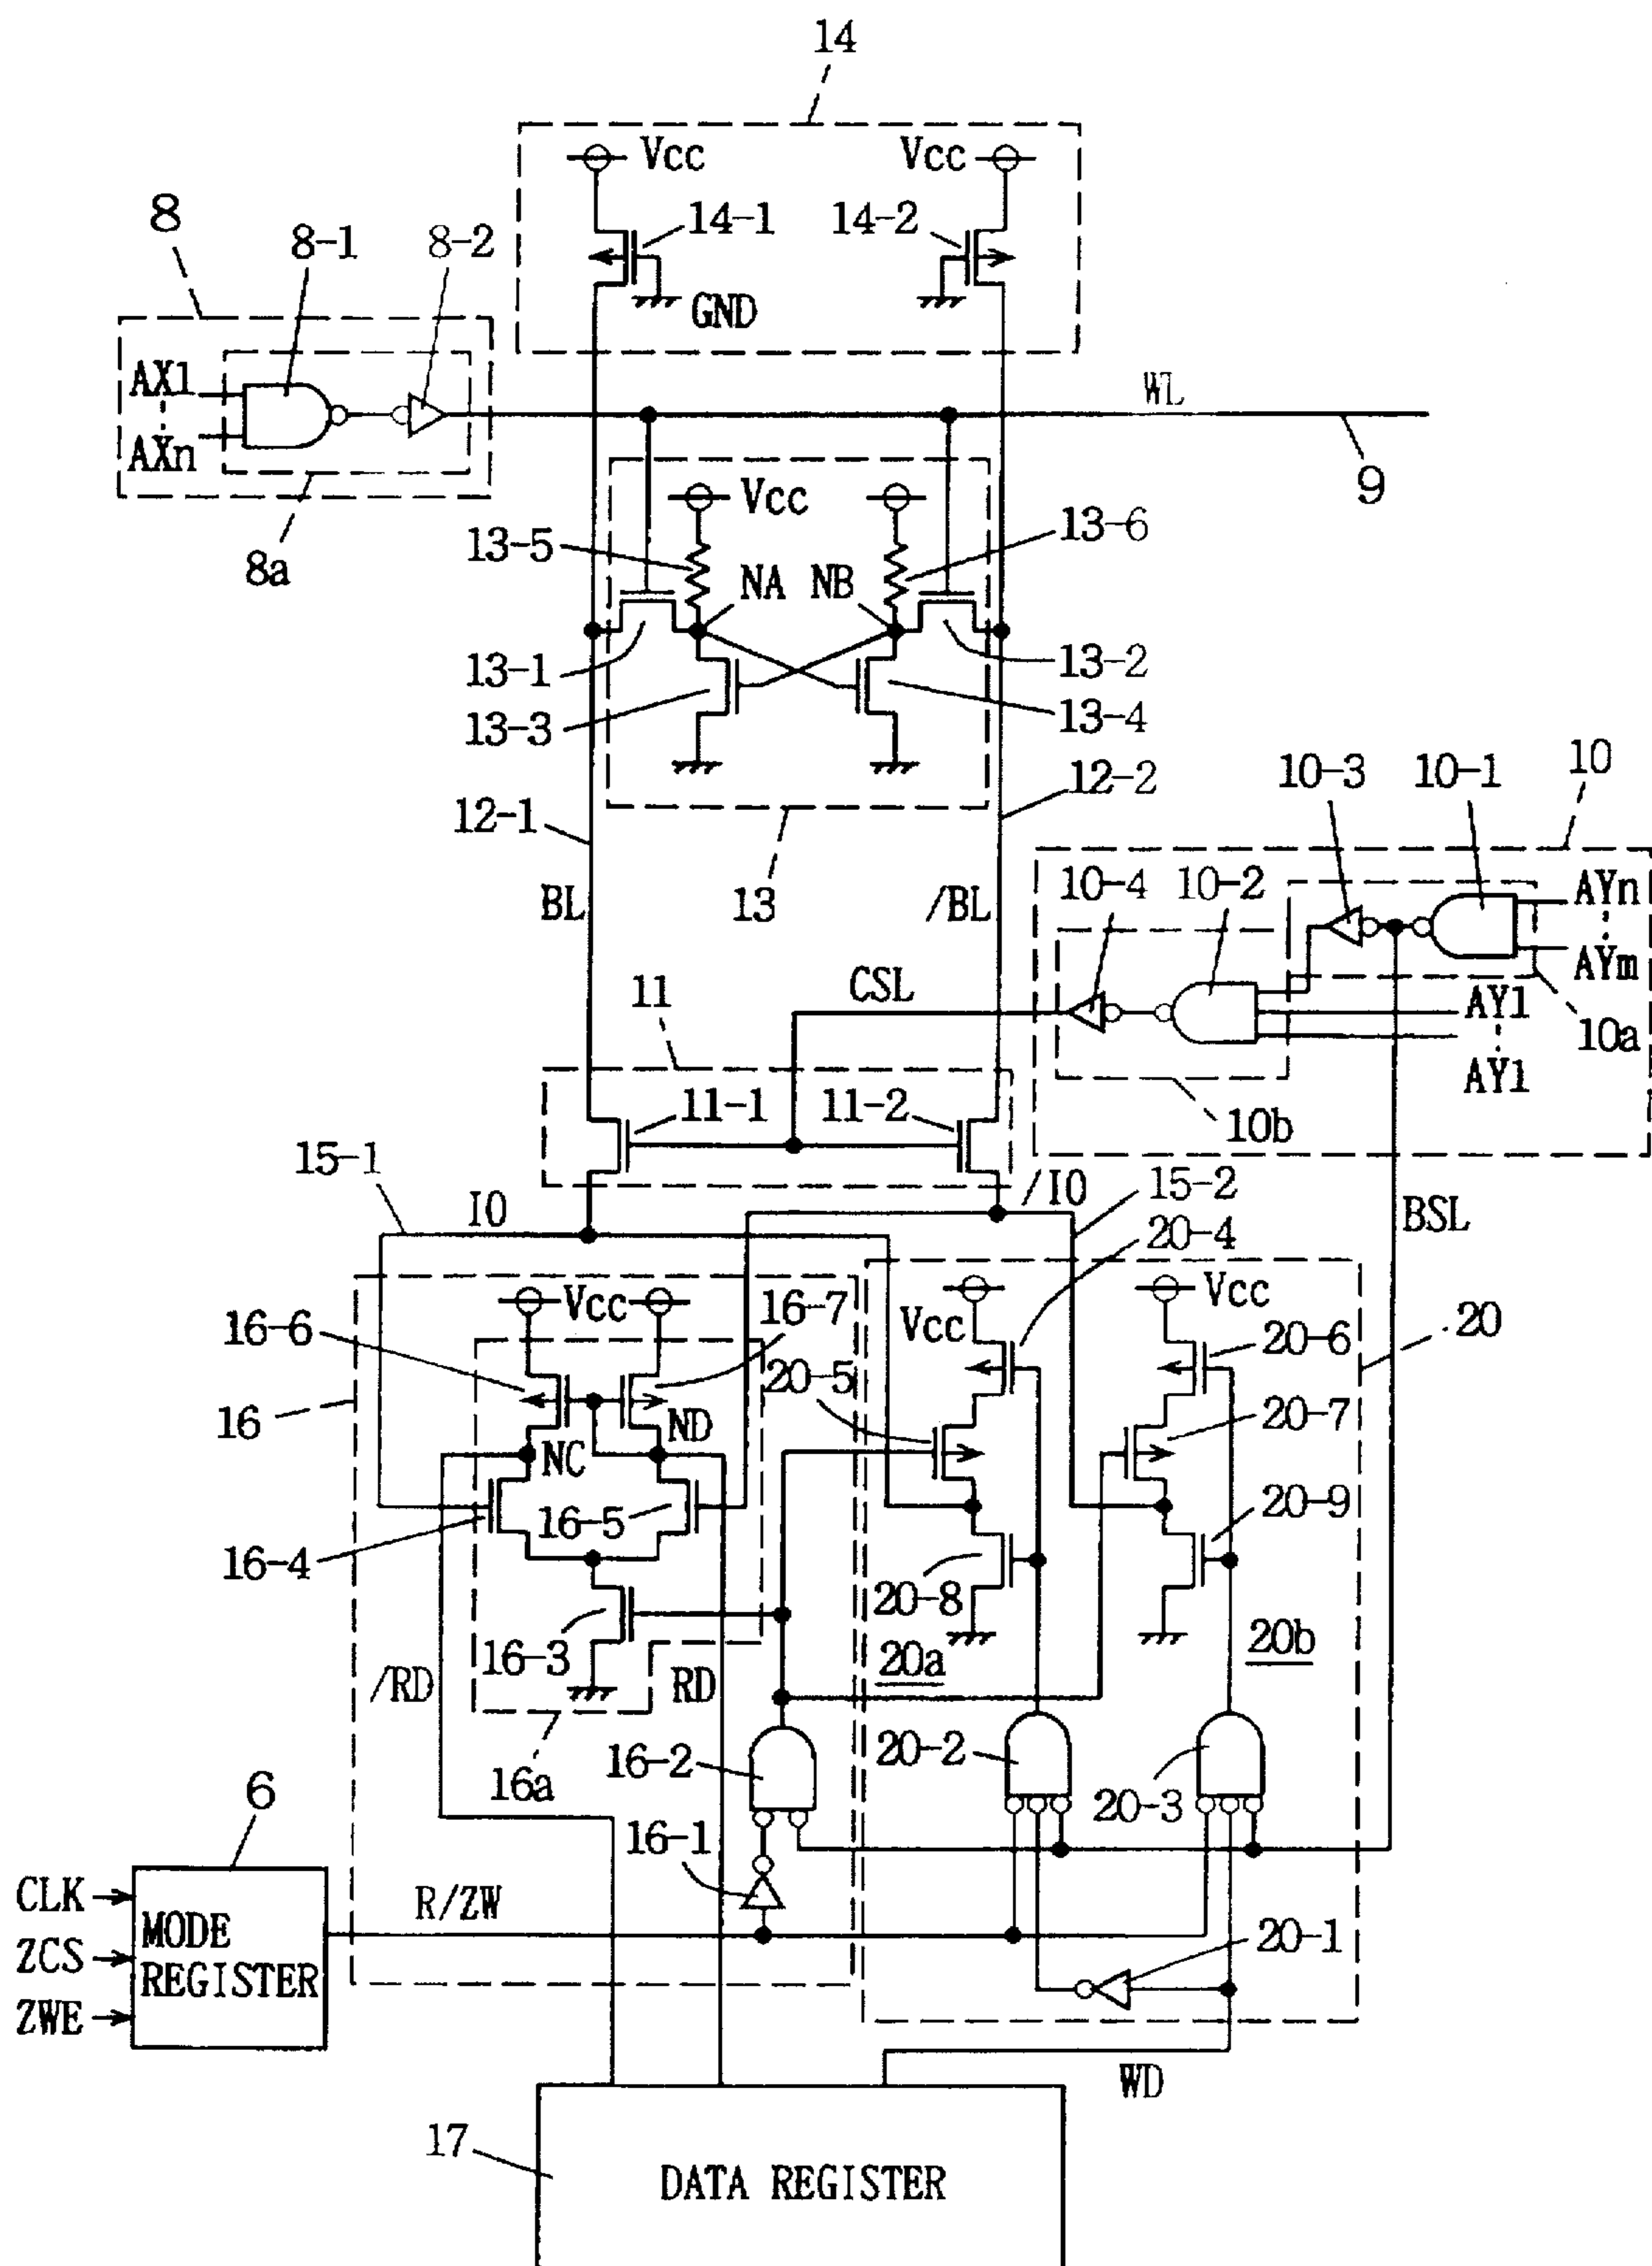 14
Vcc Vcc
8
8-1 8-2
14-1 14-2
GND
AX1
AXn
WL
9
8a
Vcc
13-5 13-6
NA NB
13-1 13-2
13-3 13-4
12-1 12-2
10-3 10-1 10
BL 13 /BL
10-4 10-2 AYn
AYm
CSL
11
AY1
10a
AY1
11-1 11-2
10b
15-1
IO /IO
15-2
BSL
20-4
Vcc 16-7
Vcc
16-6
Vcc
20-6 20
20-5
16
ND
20-7
NC
16-5
20-9
16-4
20-8
16-3
20a 20b
/RD RD
16-2 20-2
16a
20-3
6
16-1
CLK
R/ZW
MODE
REGISTER
ZCS
20-1
ZWE
WD
17
DATA REGISTER